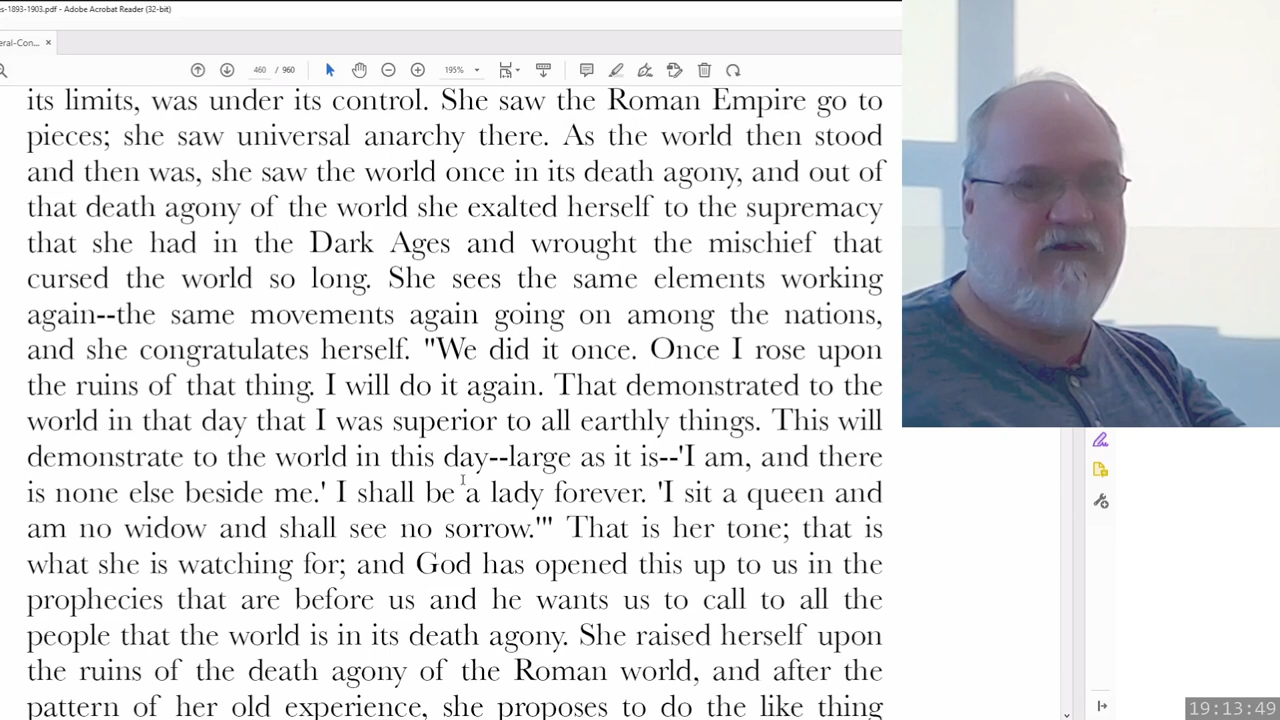 s-1893-1903.pdf - Adobe Acrobat Reader (32-bit)
eral-Con... ×
460 / 960 195%
its limits, was under its control. She saw the Roman Empire go to
pieces; she saw universal anarchy there. As the world then stood
and then was, she saw the world once in its death agony, and out of
that death agony of the world she exalted herself to the supremacy
that she had in the Dark Ages and wrought the mischief that
cursed the world so long. She sees the same elements working
again--the same movements again going on among the nations,
and she congratulates herself. "We did it once. Once I rose upon
the ruins of that thing. I will do it again. That demonstrated to the
world in that day that I was superior to all earthly things. This will
demonstrate to the world in this day--large as it is--'I am, and there
is none else beside me.' I shall be a lady forever. 'I sit a queen and
am no widow and shall see no sorrow.'" That is her tone; that is
what she is watching for; and God has opened this up to us in the
prophecies that are before us and he wants us to call to all the
people that the world is in its death agony. She raised herself upon
the ruins of the death agony of the Roman world, and after the
pattern of her old experience, she proposes to do the like thing
19:13:49